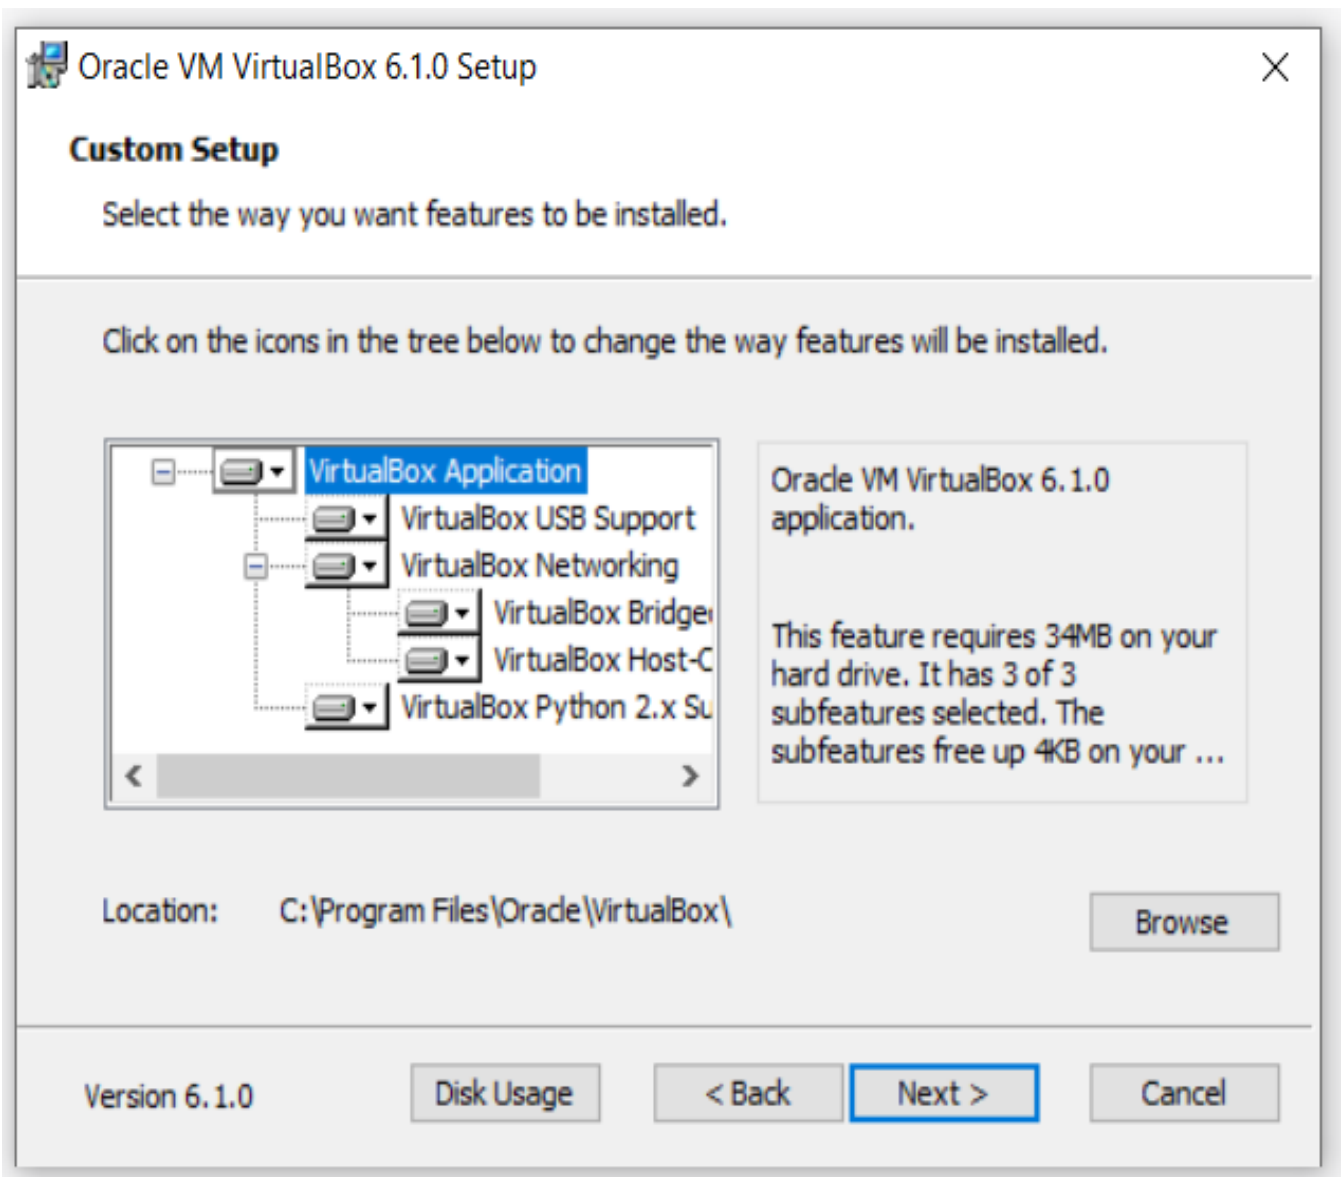 Oracle VM VirtualBox 6.1.0 Setup
Custom Setup
Select the way you want features to be installed.
Click on the icons in the tree below to change the way features will be installed.
VirtualBox Application
VirtualBox USB Support
VirtualBox Networking
VirtualBox Bridge
VirtualBox Host-
VirtualBox Python 2.x Su
Oracle VM VirtualBox 6.1.0
application.
This feature requires 34MB on your
hard drive. It has 3 of 3
subfeatures selected. The
subfeatures free up 4KB on your ...
Location: C:\Program Files\Oracle\VirtualBox\
Browse
Version 6.1.0
Disk Usage
< Back
Next >
Cancel